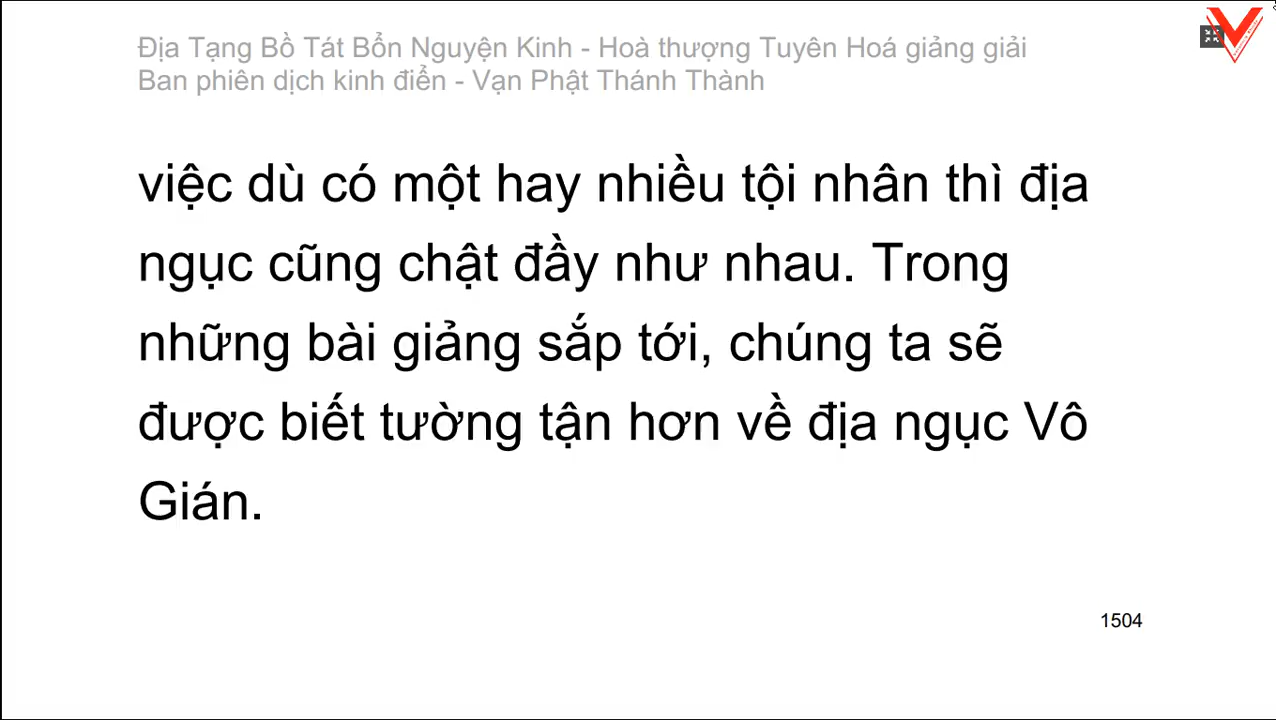 Địa Tạng Bồ Tát Bổn Nguyện Kinh - Hoà thượng Tuyên Hoá giảng giải
Ban phiên dịch kinh điển - Vạn Phật Thánh Thành
việc dù có một hay nhiều tội nhân thì địa
ngục cũng chật đầy như nhau. Trong
những bài giảng sắp tới, chúng ta sẽ
được biết tường tận hơn về địa ngục Vô
Gián.
1504